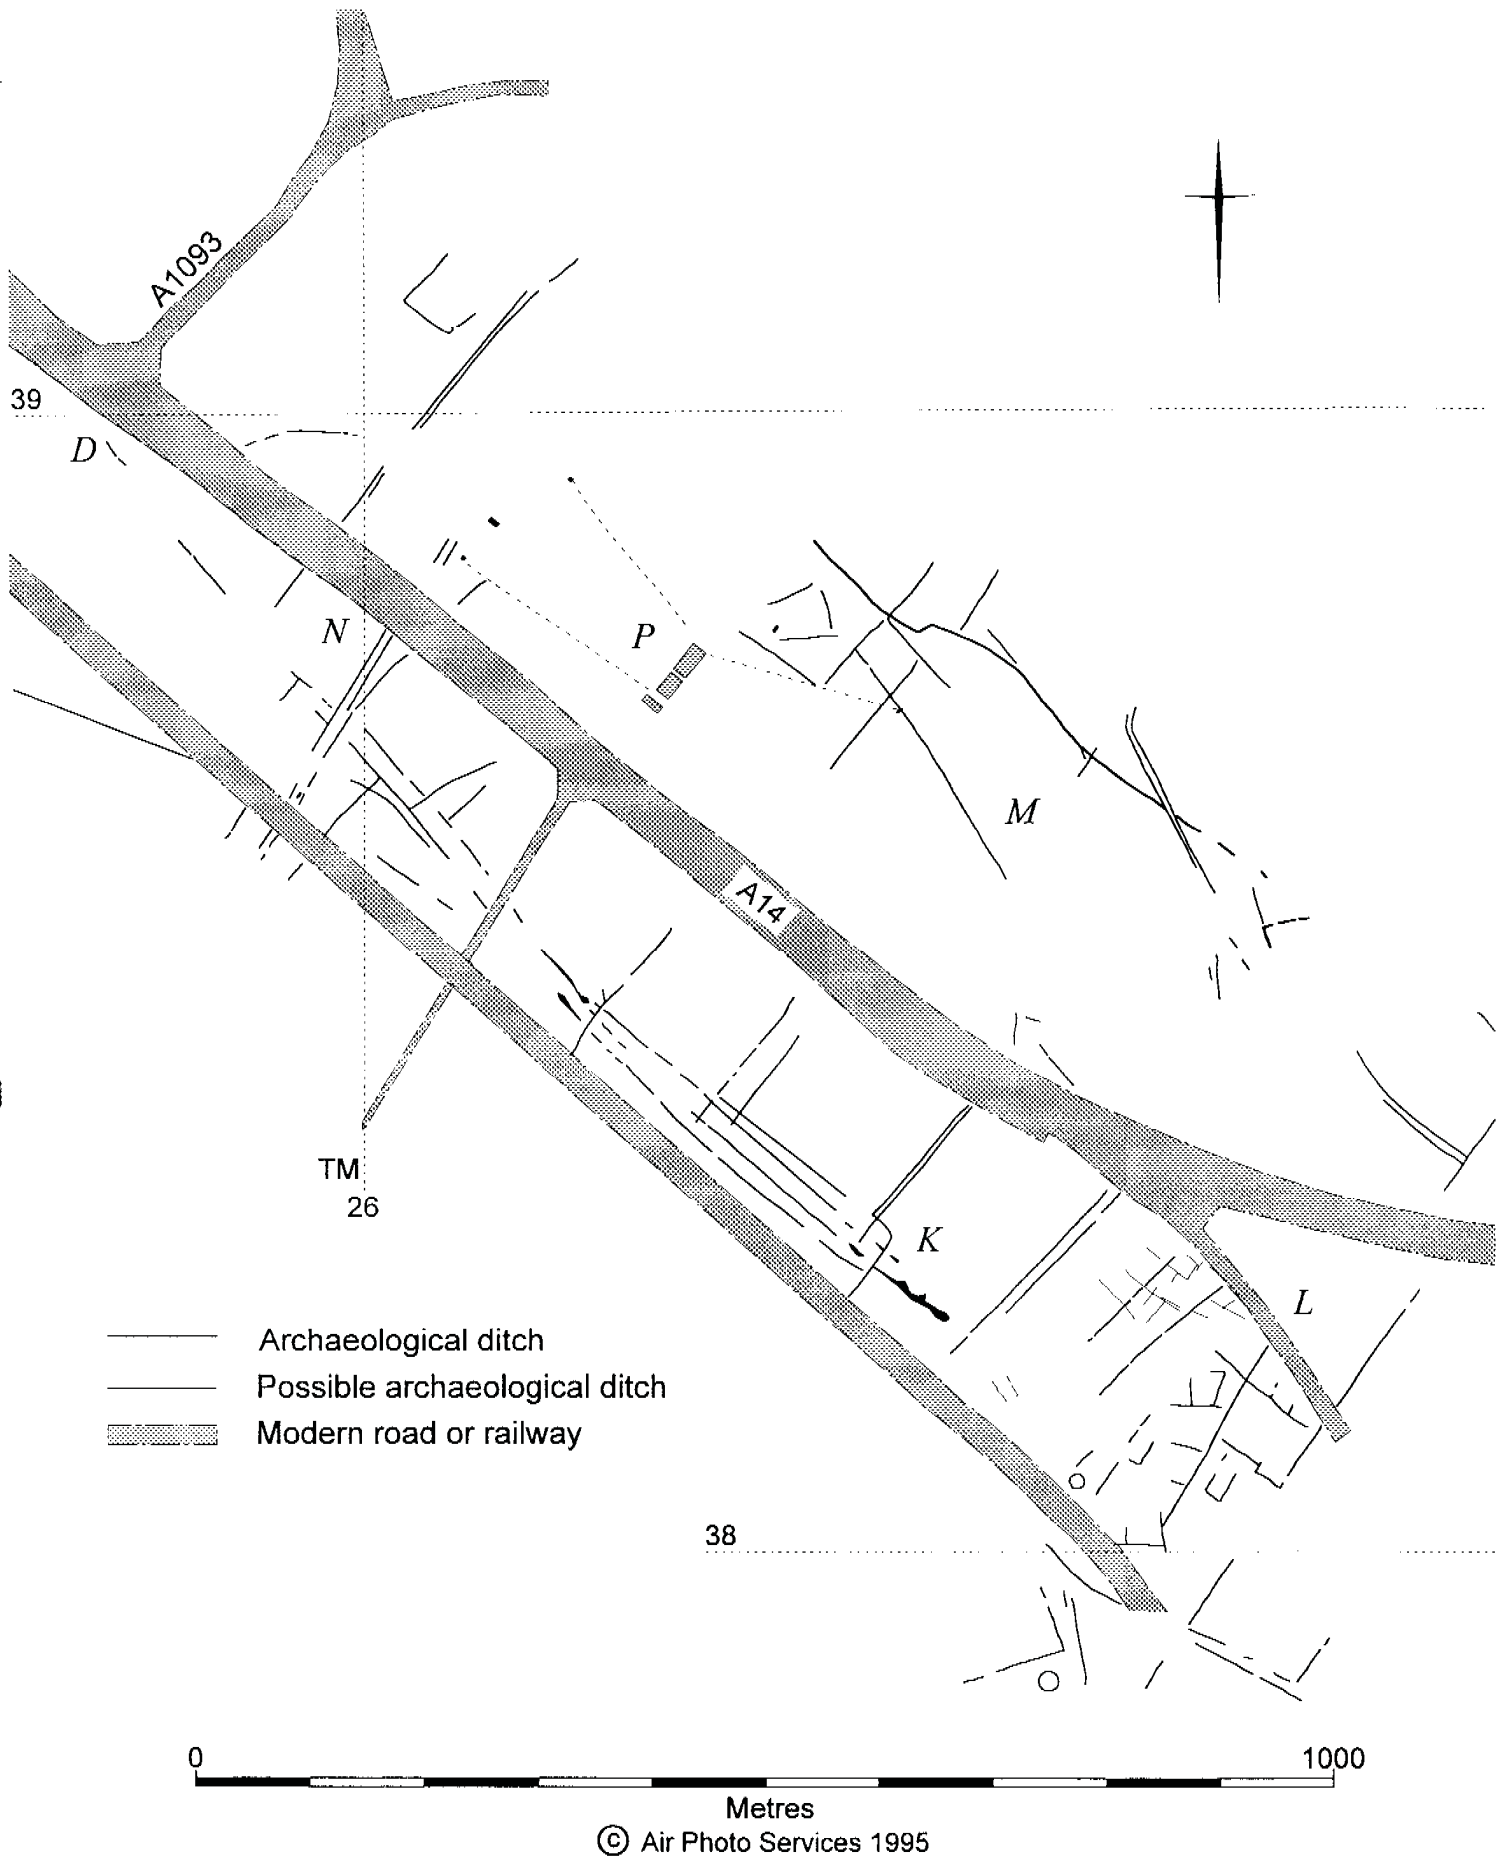 A1093
39
D
N
P
M
A14
TM
26
K
L
Archaeological ditch
Possible archaeological ditch
Modern road or railway
38
0 1000
Metres
© Air Photo Services 1995